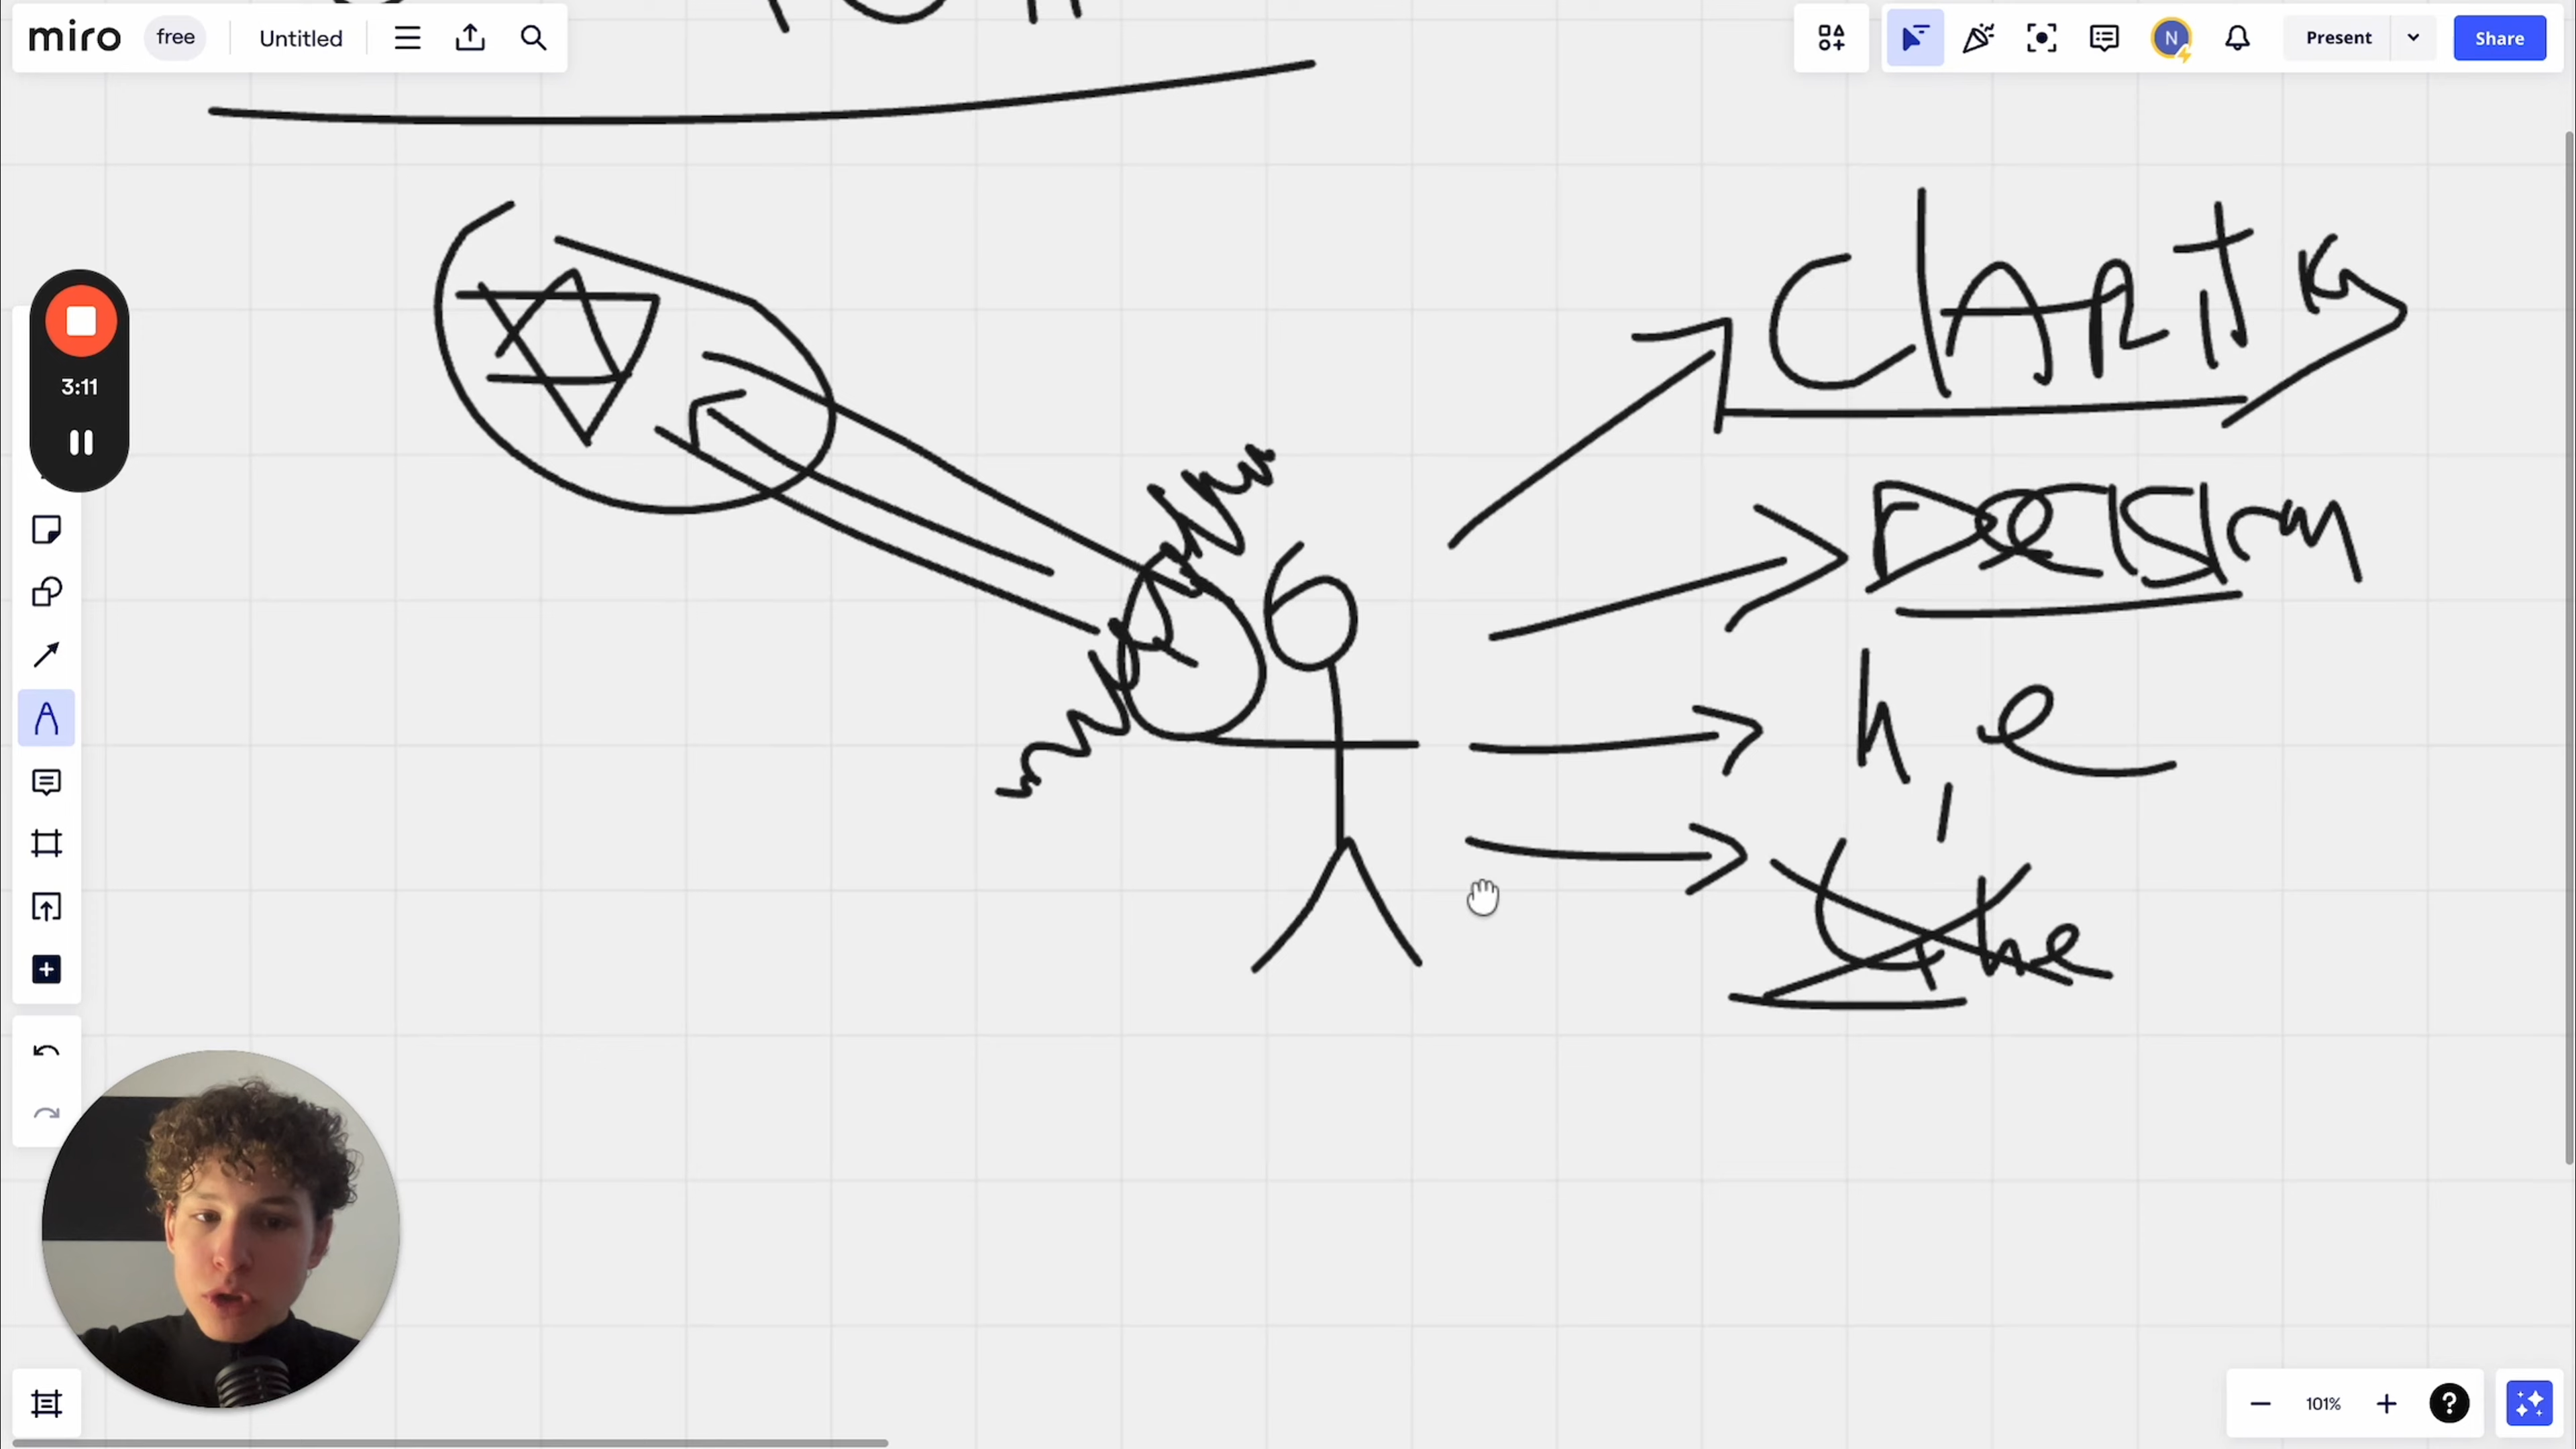 miro free Untitled Present Share
N
3:11
Clarity
Decision
h e
the
101%
?